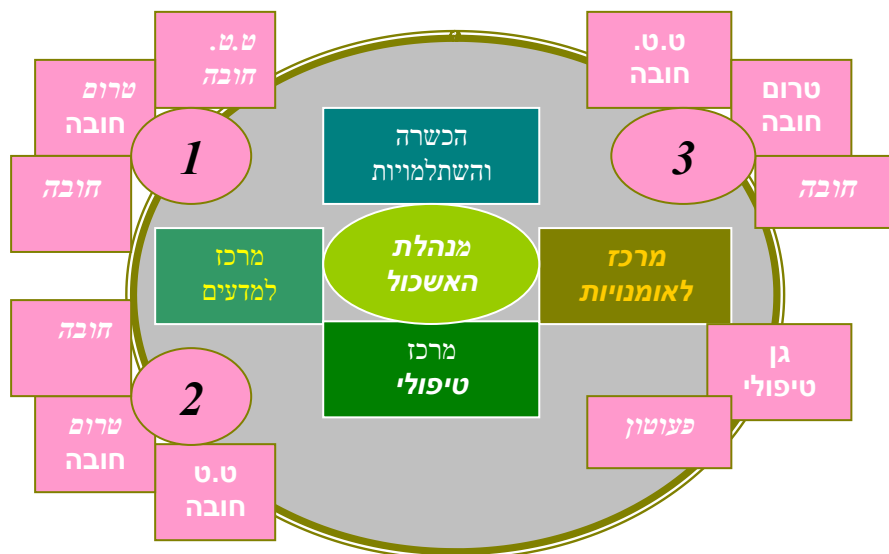 ט.ט.
חובה
טרום
חובה
חובה
1
ט.ט.
חובה
טרום
חובה
חובה
3
הכשרה
והשתלמויות
מרכז
למדעים
מנהלת
האשכול
מרכז
לאומנויות
מרכז
טיפולי
חובה
טרום
חובה
ט.ט
חובה
2
גן
טיפולי
פעוטון